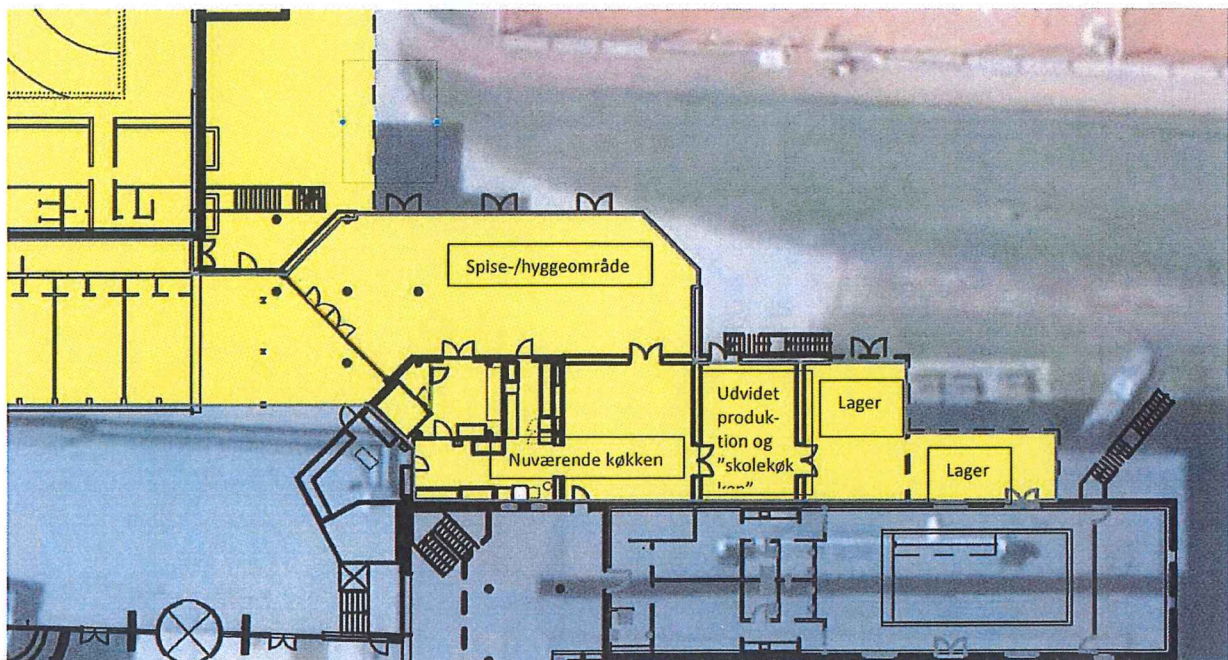 Spise-/hyggeområde
Udvidet
produk-
tion og
”skolekøk
Lager
Nuværende køkken
Lager